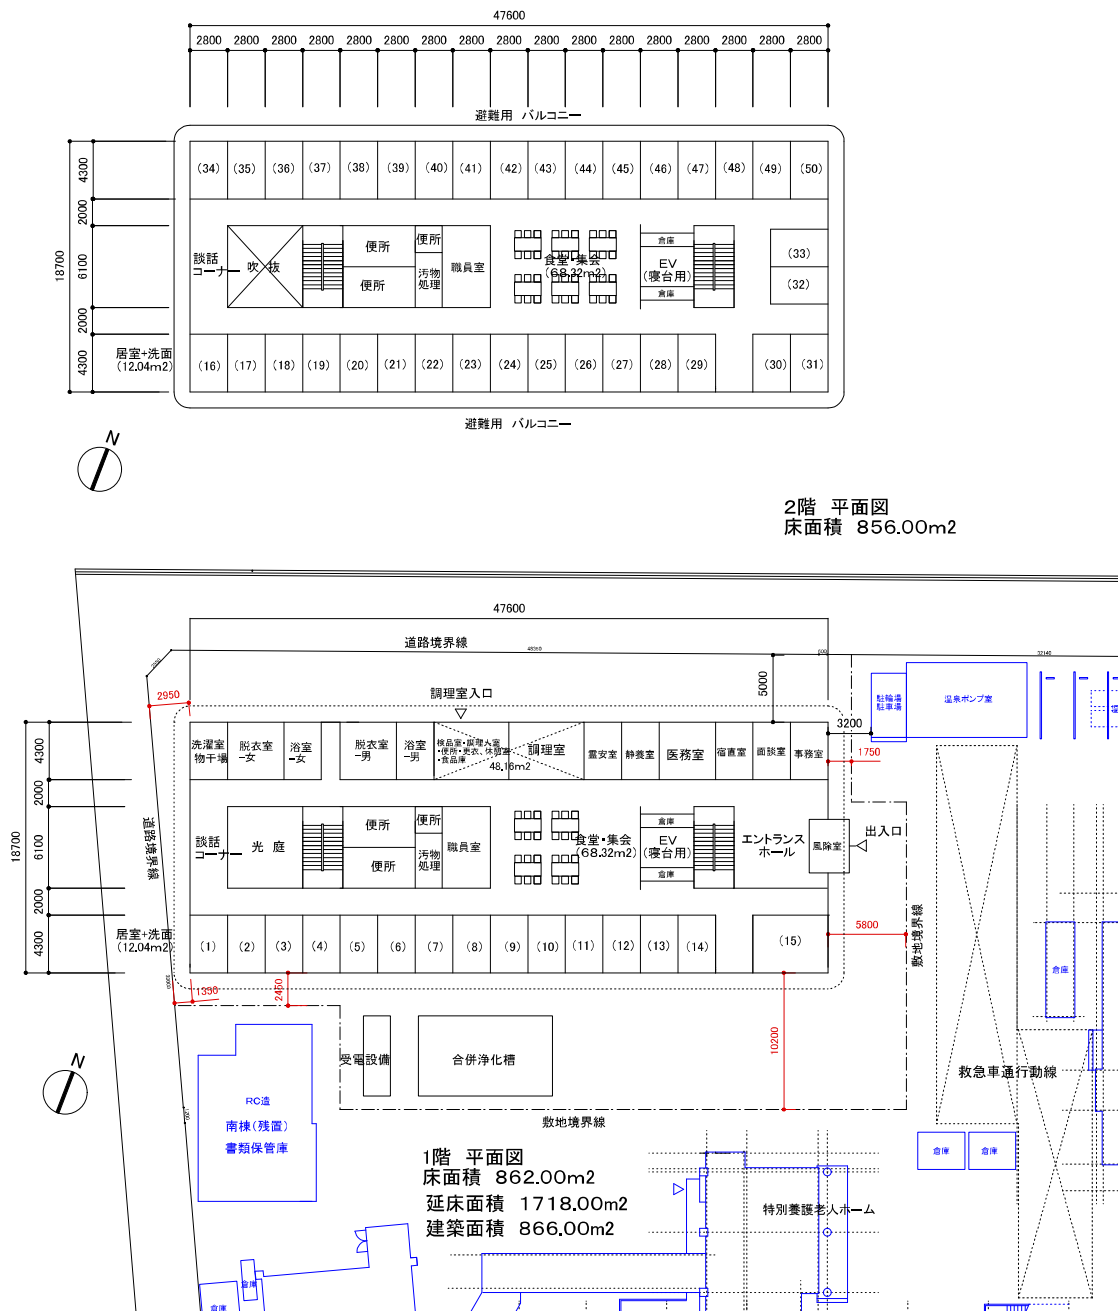 47600
2800 2800 2800 2800 2800 2800 2800 2800 2800 2800 2800 2800 2800 2800 2800 2800 2800
避難用 バルコニー
18700
4300
2000
6100
2000
4300
(34) (35) (36) (37) (38) (39) (40) (41) (42) (43) (44) (45) (46) (47) (48) (49) (50)
談話
コーナー
吹 抜
便所
便所
便所
汚物
処理
職員室
食堂・集会
(68.32m2)
倉庫
EV
(寝台用)
倉庫
(33)
(32)
居室+洗面
(12.04m2)
(16) (17) (18) (19) (20) (21) (22) (23) (24) (25) (26) (27) (28) (29) (30) (31)
避難用 バルコニー
N
2階 平面図
床面積 856.00m2
47600
道路境界線
48360
500
32140
2950
調理室入口
5000
3200
1750
駐輪場
駐車場
温泉ポンプ室
18700
4300
2000
6100
2000
4300
洗濯室
物干場
脱衣室
-女
浴室
-女
脱衣室
-男
浴室
-男
・食品庫
48.16m2
調理室
霊安室
静養室
医務室
宿直室
面談室
事務室
道路境界線
談話
コーナー
光 庭
便所
便所
便所
汚物
処理
職員室
食堂・集会
(68.32m2)
倉庫
EV
(寝台用)
倉庫
エントランス
ホール
風除室
出入口
居室+洗面
(12.04m2)
(1) (2) (3) (4) (5) (6) (7) (8) (9) (10) (11) (12) (13) (14) (15)
5800
敷地境界線
倉庫
1350
2450
10200
N
受電設備
合併浄化槽
救急車通行動線
RC造
南棟(残置)
書類保管庫
敷地境界線
倉庫
倉庫
1階 平面図
床面積 862.00m2
延床面積 1718.00m2
建築面積 866.00m2
特別養護老人ホーム
倉庫
倉庫